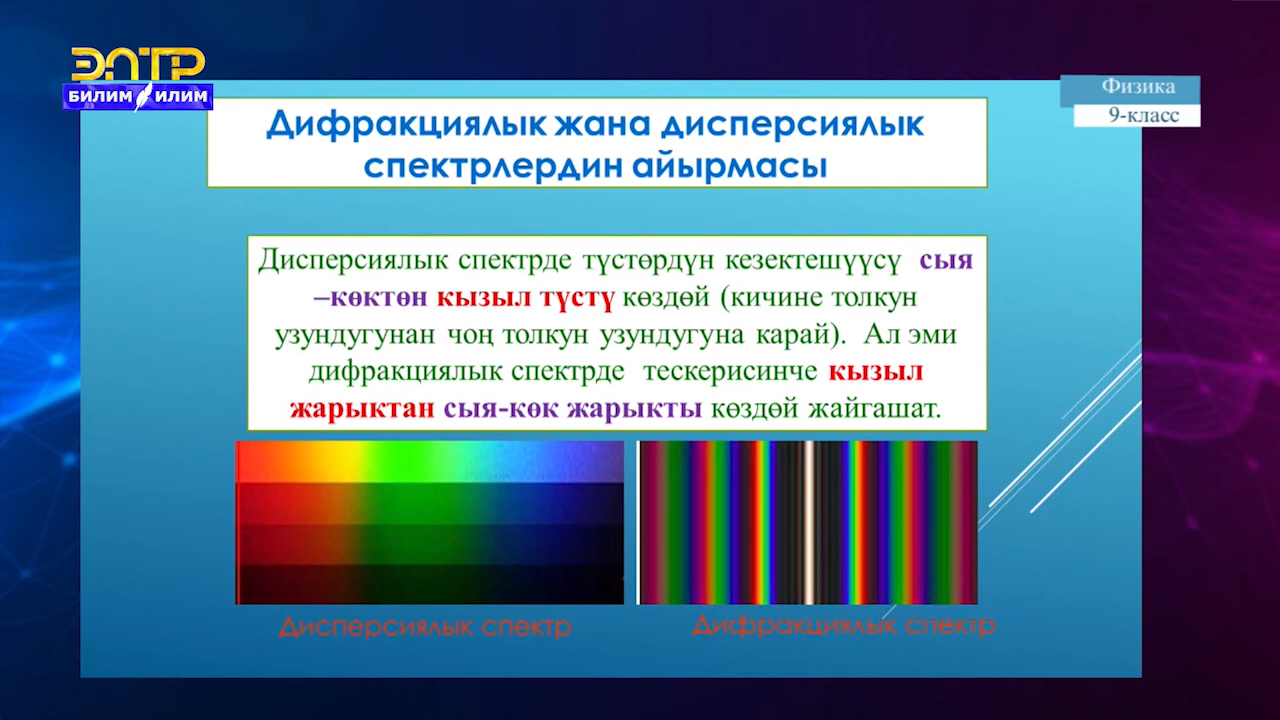 ЭЛТР
БИЛИМ ИЛИМ
Физика
9-класс
Дифракциялык жана дисперсиялык
спектрлердин айырмасы
Дисперсиялык спектрде түстөрдүн кезектешүүсү сыя
–көктөн кызыл түстү көздөй (кичине толкун
узундугунан чоң толкун узундугуна карай). Ал эми
дифракциялык спектрде тескерисинче кызыл
жарыктан сыя-көк жарыкты көздөй жайгашат.
Дисперсиялык спектр
Дифракциялык спектр